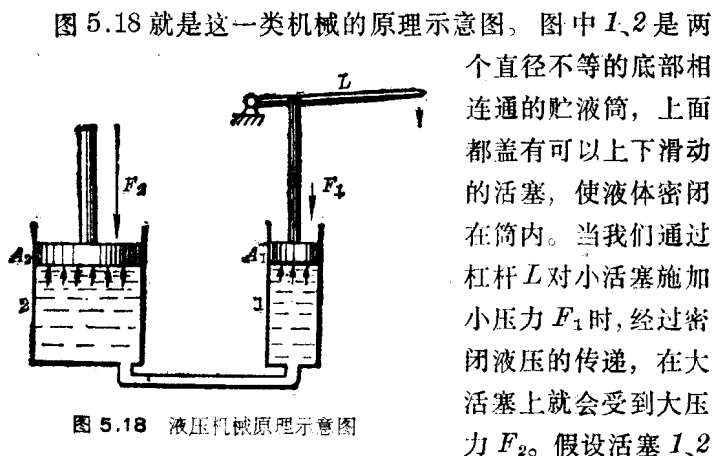 图 5.18 就是这一类机械的原理示意图。图中 1、2 是两
个直径不等的底部相
连通的贮液筒，上面
都盖有可以上下滑动
的活塞，使液体密闭
在筒内。当我们通过
杠杆 L 对小活塞施加
小压力 F₁ 时，经过密
闭液压的传递，在大
活塞上就会受到大压
力 F₂。假设活塞 1、2
L
F₂
F₁
A₂
A₁
2
1
图 5.18 液压机械原理示意图